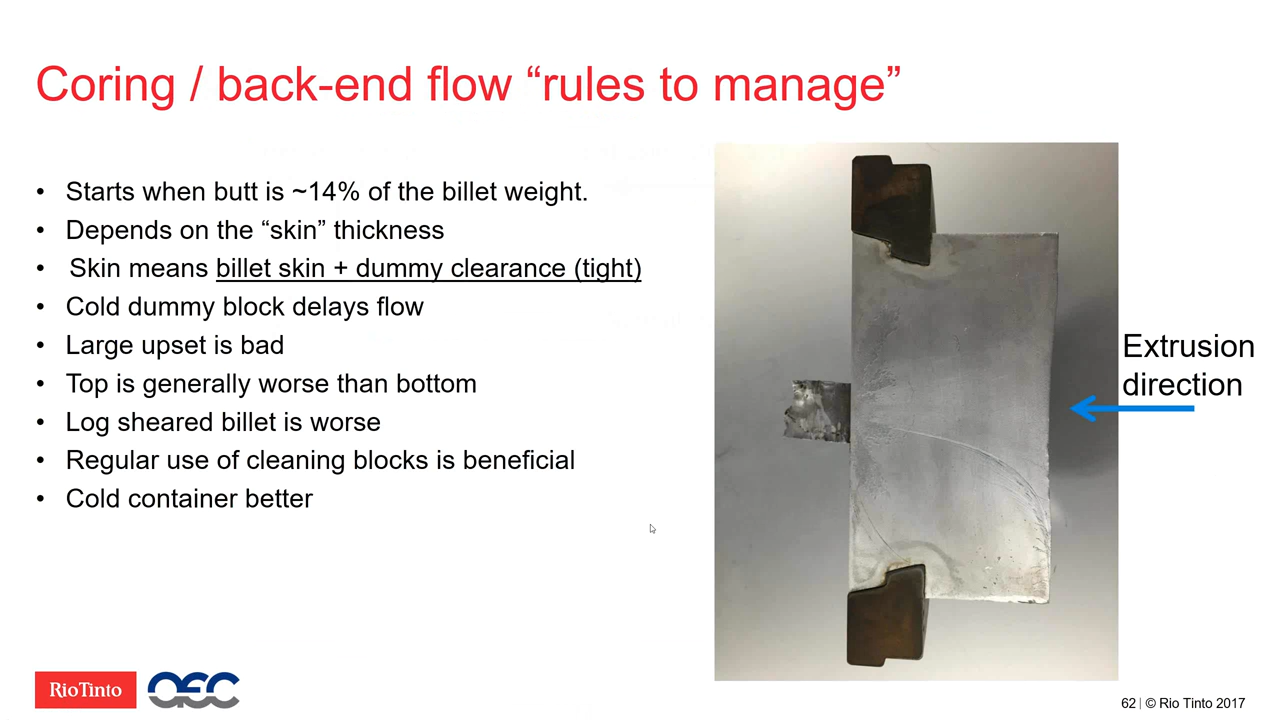 Coring / back-end flow “rules to manage”
• Starts when butt is ~14% of the billet weight.
• Depends on the “skin” thickness
• Skin means billet skin + dummy clearance (tight)
• Cold dummy block delays flow
• Large upset is bad
• Top is generally worse than bottom
• Log sheared billet is worse
• Regular use of cleaning blocks is beneficial
• Cold container better
Extrusion
direction
RioTinto
62 | © Rio Tinto 2017